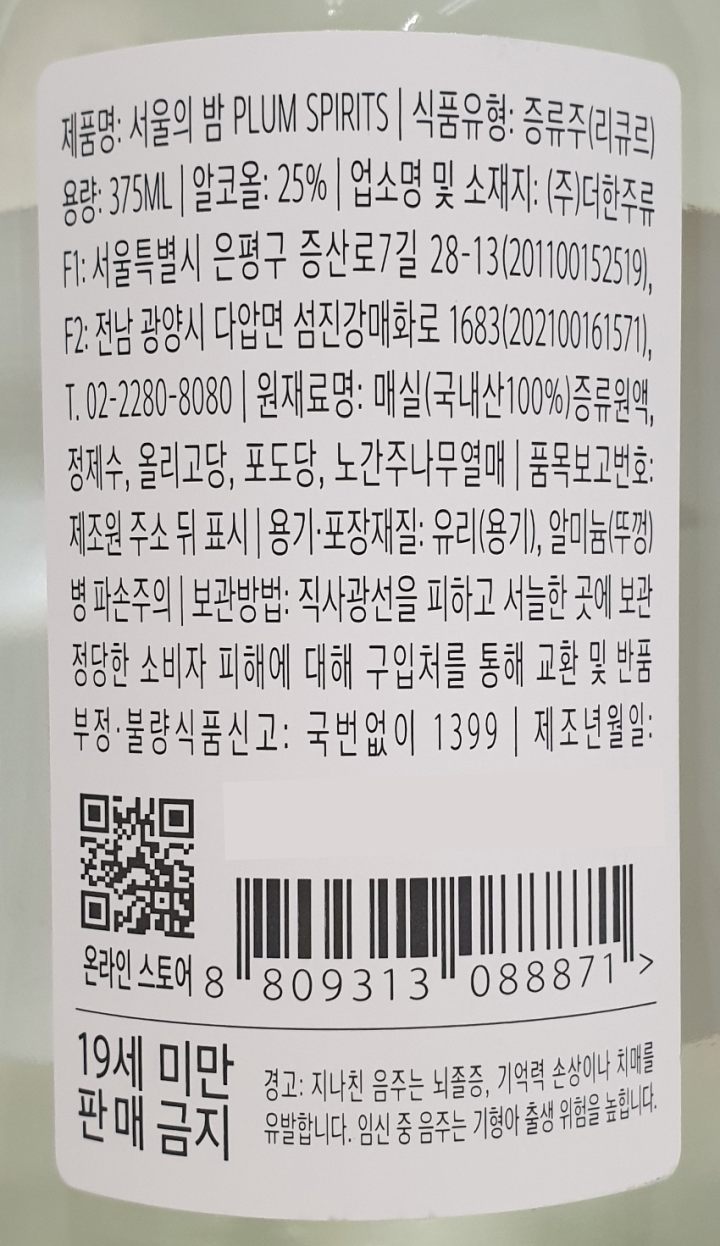 제품명: 서울의 밤 PLUM SPIRITS | 식품유형: 증류주(리큐르)
용량: 375ML | 알코올: 25% | 업소명 및 소재지: (주)더한주류
F1: 서울특별시 은평구 증산로7길 28-13(201100152519),
F2: 전남 광양시 다압면 섬진강매화로 1683(202100161571),
T. 02-2280-8080 | 원재료명: 매실(국내산100%)증류원액,
정제수, 올리고당, 포도당, 노간주나무열매 | 품목보고번호:
제조원 주소 뒤 표시 | 용기·포장재질: 유리(용기), 알미늄(뚜껑)
병 파손주의 | 보관방법: 직사광선을 피하고 서늘한 곳에 보관
정당한 소비자 피해에 대해 구입처를 통해 교환 및 반품
부정·불량식품신고: 국번없이 1399 | 제조년월일:
온라인 스토어
8 809313 088871 >
19세 미만
판매 금지
경고: 지나친 음주는 뇌졸증, 기억력 손상이나 치매를
유발합니다. 임신 중 음주는 기형아 출생 위험을 높힙니다.